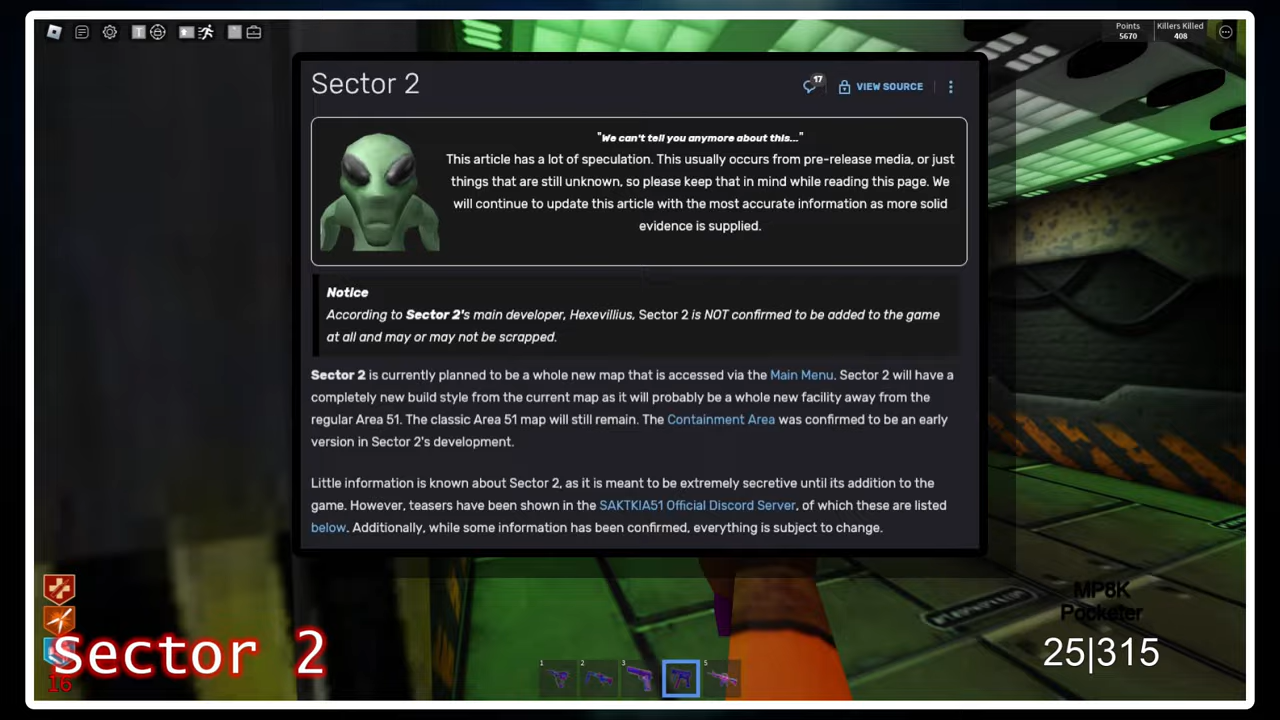 Points
5670
Killers Killed
408
T
Sector 2
17
VIEW SOURCE
"We can't tell you anymore about this..."
This article has a lot of speculation. This usually occurs from pre-release media, or just
things that are still unknown, so please keep that in mind while reading this page. We
will continue to update this article with the most accurate information as more solid
evidence is supplied.
Notice
According to Sector 2's main developer, Hexevillius, Sector 2 is NOT confirmed to be added to the game
at all and may or may not be scrapped.
Sector 2 is currently planned to be a whole new map that is accessed via the Main Menu. Sector 2 will have a
completely new build style from the current map as it will probably be a whole new facility away from the
regular Area 51. The classic Area 51 map will still remain. The Containment Area was confirmed to be an early
version in Sector 2's development.
Little information is known about Sector 2, as it is meant to be extremely secretive until its addition to the
game. However, teasers have been shown in the SAKTKIA51 Official Discord Server, of which these are listed
below. Additionally, while some information has been confirmed, everything is subject to change.
MP8K
Pocketer
25|315
Sector 2
16
1 2 3 5